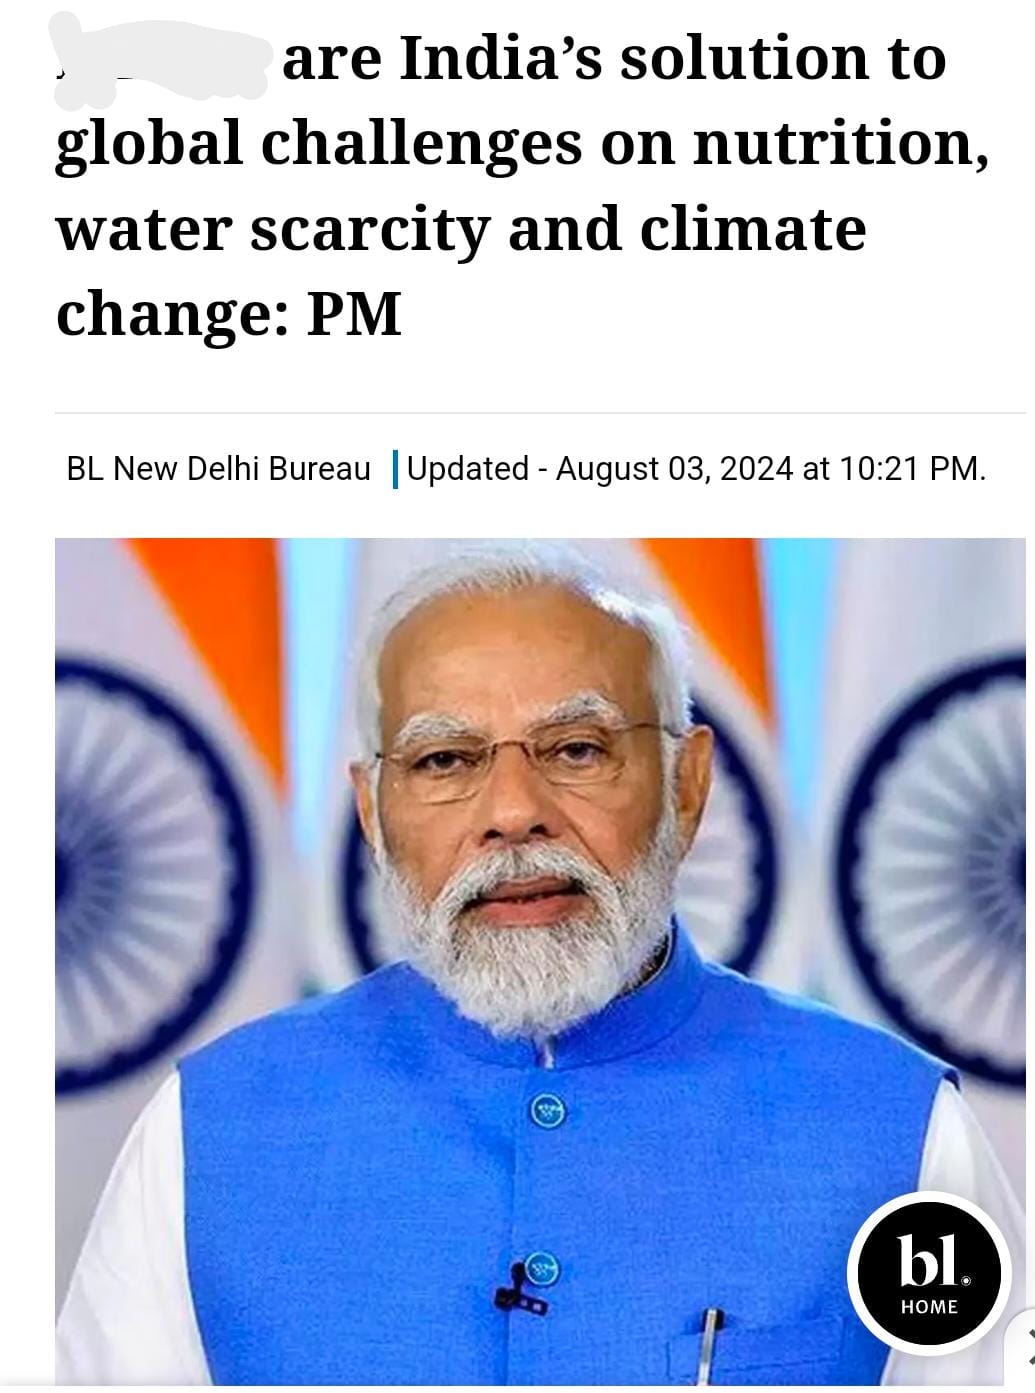 are India’s solution to
global challenges on nutrition,
water scarcity and climate
change: PM
BL New Delhi Bureau
Updated - August 03, 2024 at 10:21 PM.
bl.
HOME